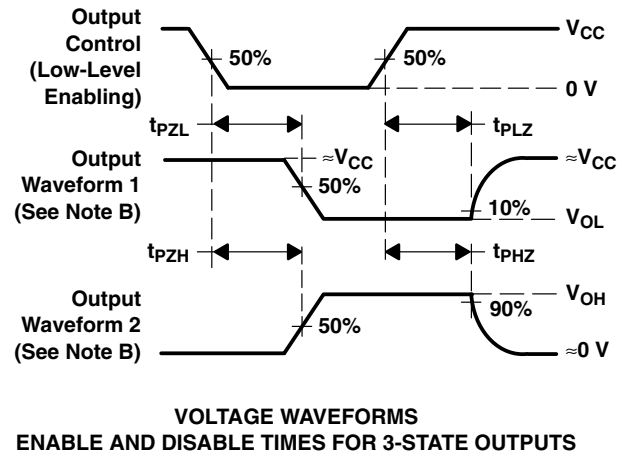 Output
Control
(Low-Level
Enabling)
50%
50%
VCC
0 V
tPZL
tPLZ
Output
Waveform 1
(See Note B)
≈VCC
50%
≈VCC
10%
VOL
tPZH
tPHZ
Output
Waveform 2
(See Note B)
50%
VOH
90%
≈0 V
VOLTAGE WAVEFORMS
ENABLE AND DISABLE TIMES FOR 3-STATE OUTPUTS